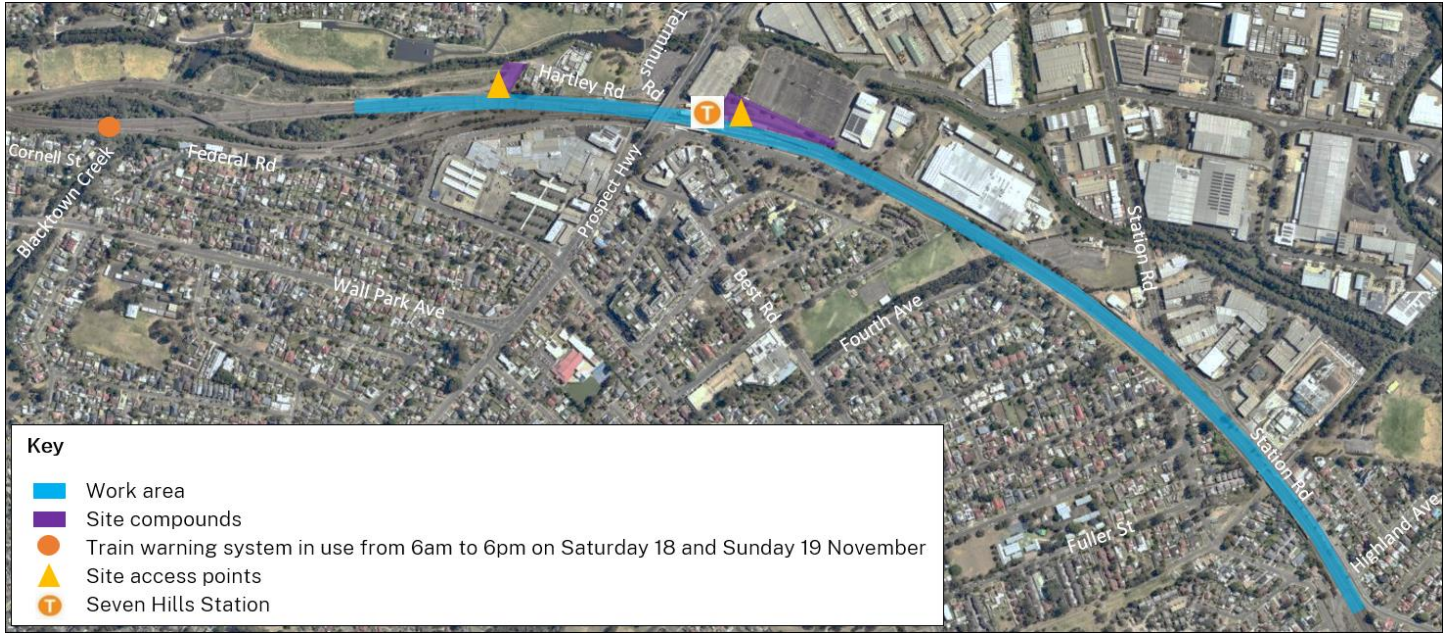 Terminus Rd
Hartley Rd
T
Cornell St
Federal Rd
Blacktown Creek
Prospect Hwy
Station Rd
Wall Park Ave
Best Rd
Fourth Ave
Station Rd
Highland Ave
Fuller St
Key
Work area
Site compounds
Train warning system in use from 6am to 6pm on Saturday 18 and Sunday 19 November
Site access points
T Seven Hills Station